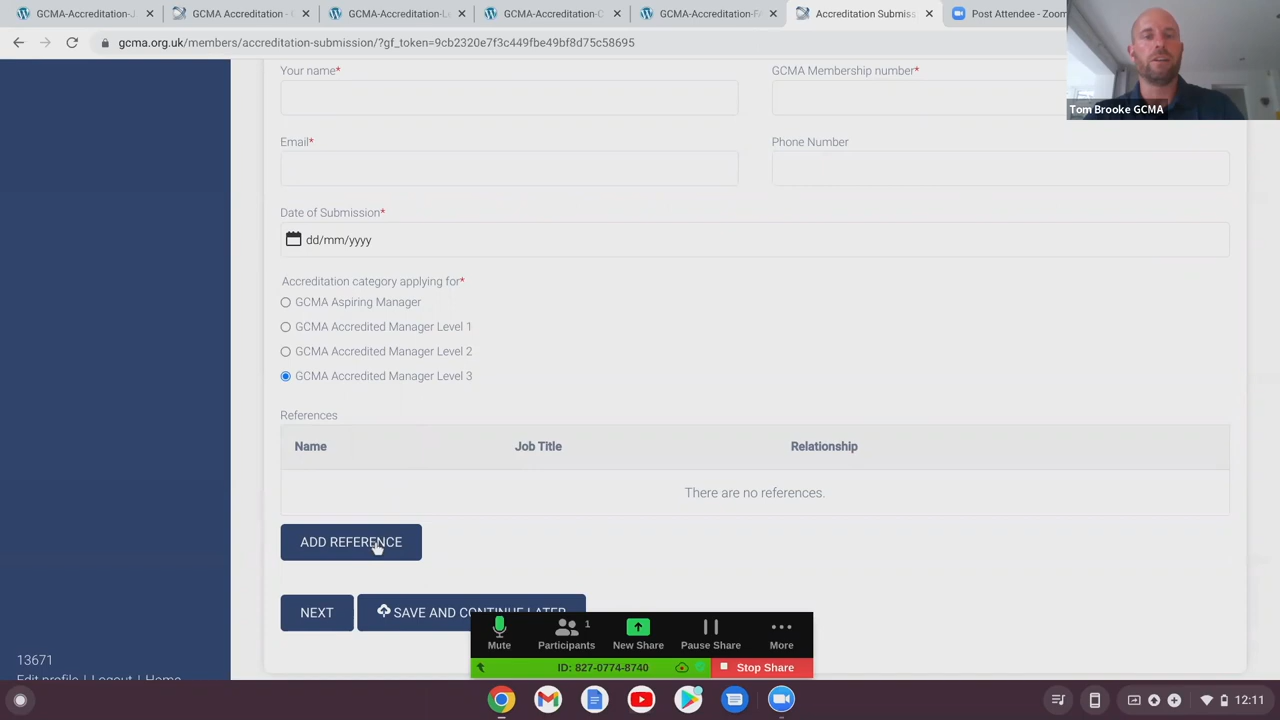 GCMA-Accreditation-J
GCMA Accreditation -
GCMA-Accreditation-Le
GCMA-Accreditation-C
GCMA-Accreditation-FA
Accreditation Submiss
Post Attendee - Zoom
gcma.org.uk/members/accreditation-submission/?gf_token=9cb2320e7f3c449fbe49bf8d75c58695
Tom Brooke GCMA
Your name*
GCMA Membership number*
Email*
Phone Number
Date of Submission*
dd/mm/yyyy
Accreditation category applying for*
GCMA Aspiring Manager
GCMA Accredited Manager Level 1
GCMA Accredited Manager Level 2
GCMA Accredited Manager Level 3
References
Name Job Title Relationship
There are no references.
ADD REFERENCE
NEXT
SAVE AND CONTINUE LATER
1
Mute Participants New Share Pause Share More
ID: 827-0774-8740 Stop Share
13671
Edit profile | Logout | Home
12:11